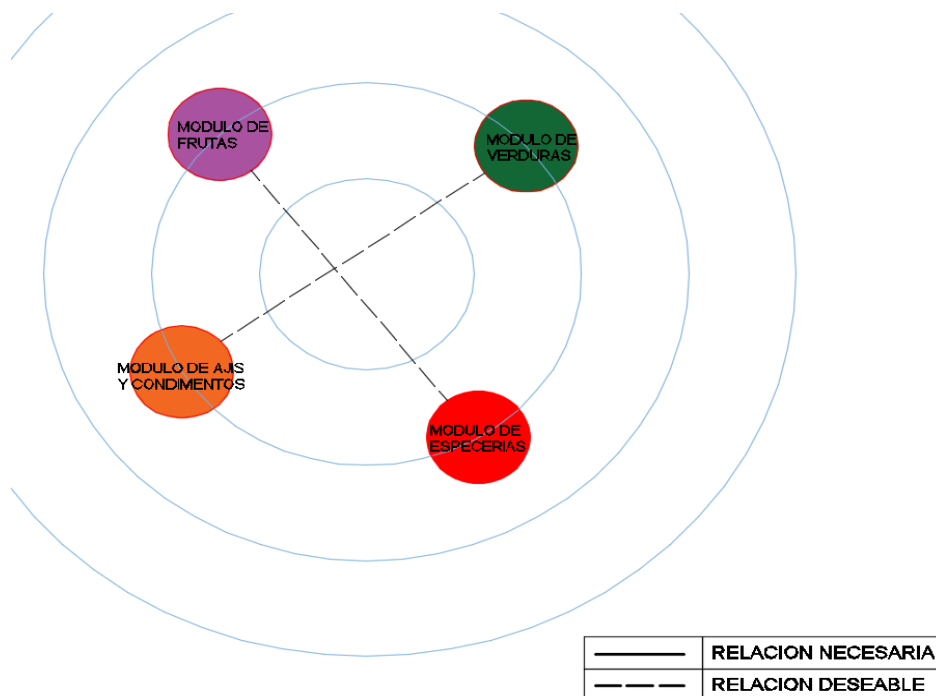 MODULO DE
FRUTAS
MODULO DE
VERDURAS
MODULO DE AJIS
Y CONDIMENTOS
MODULO DE
ESPECERIAS
RELACION NECESARIA
RELACION DESEABLE